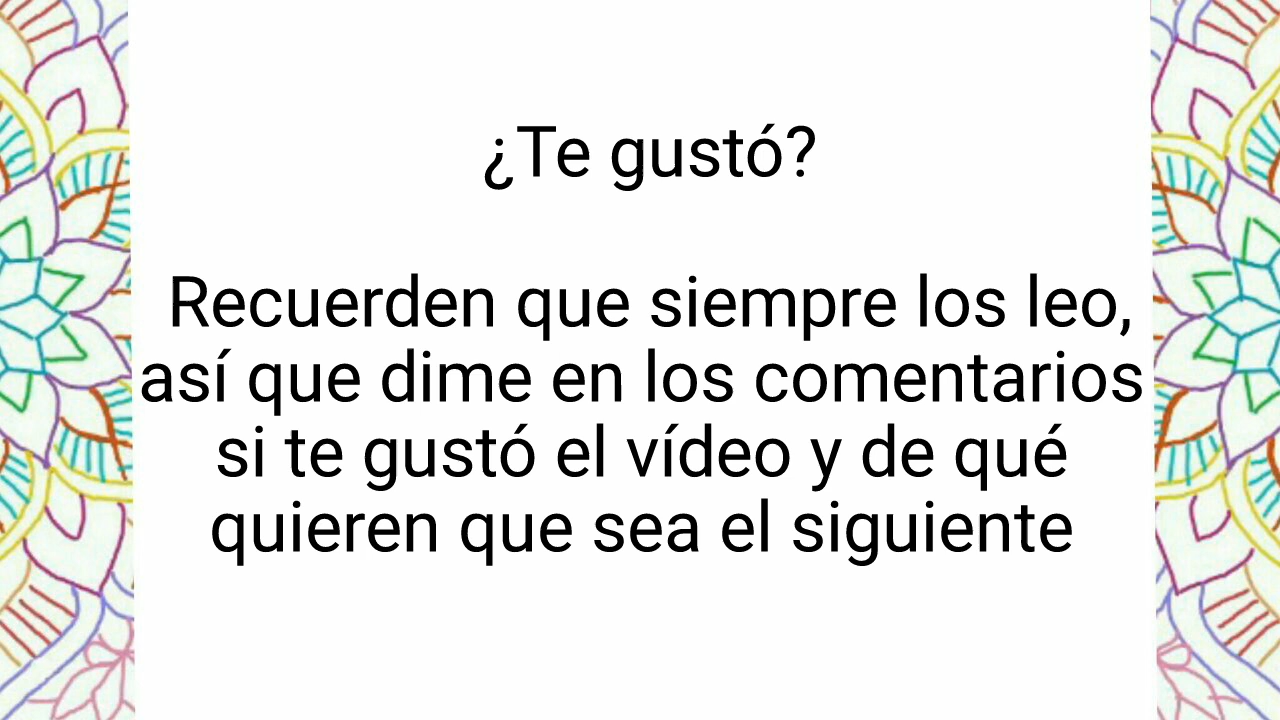 ¿Te gustó?
Recuerden que siempre los leo,
así que dime en los comentarios
si te gustó el vídeo y de qué
quieren que sea el siguiente